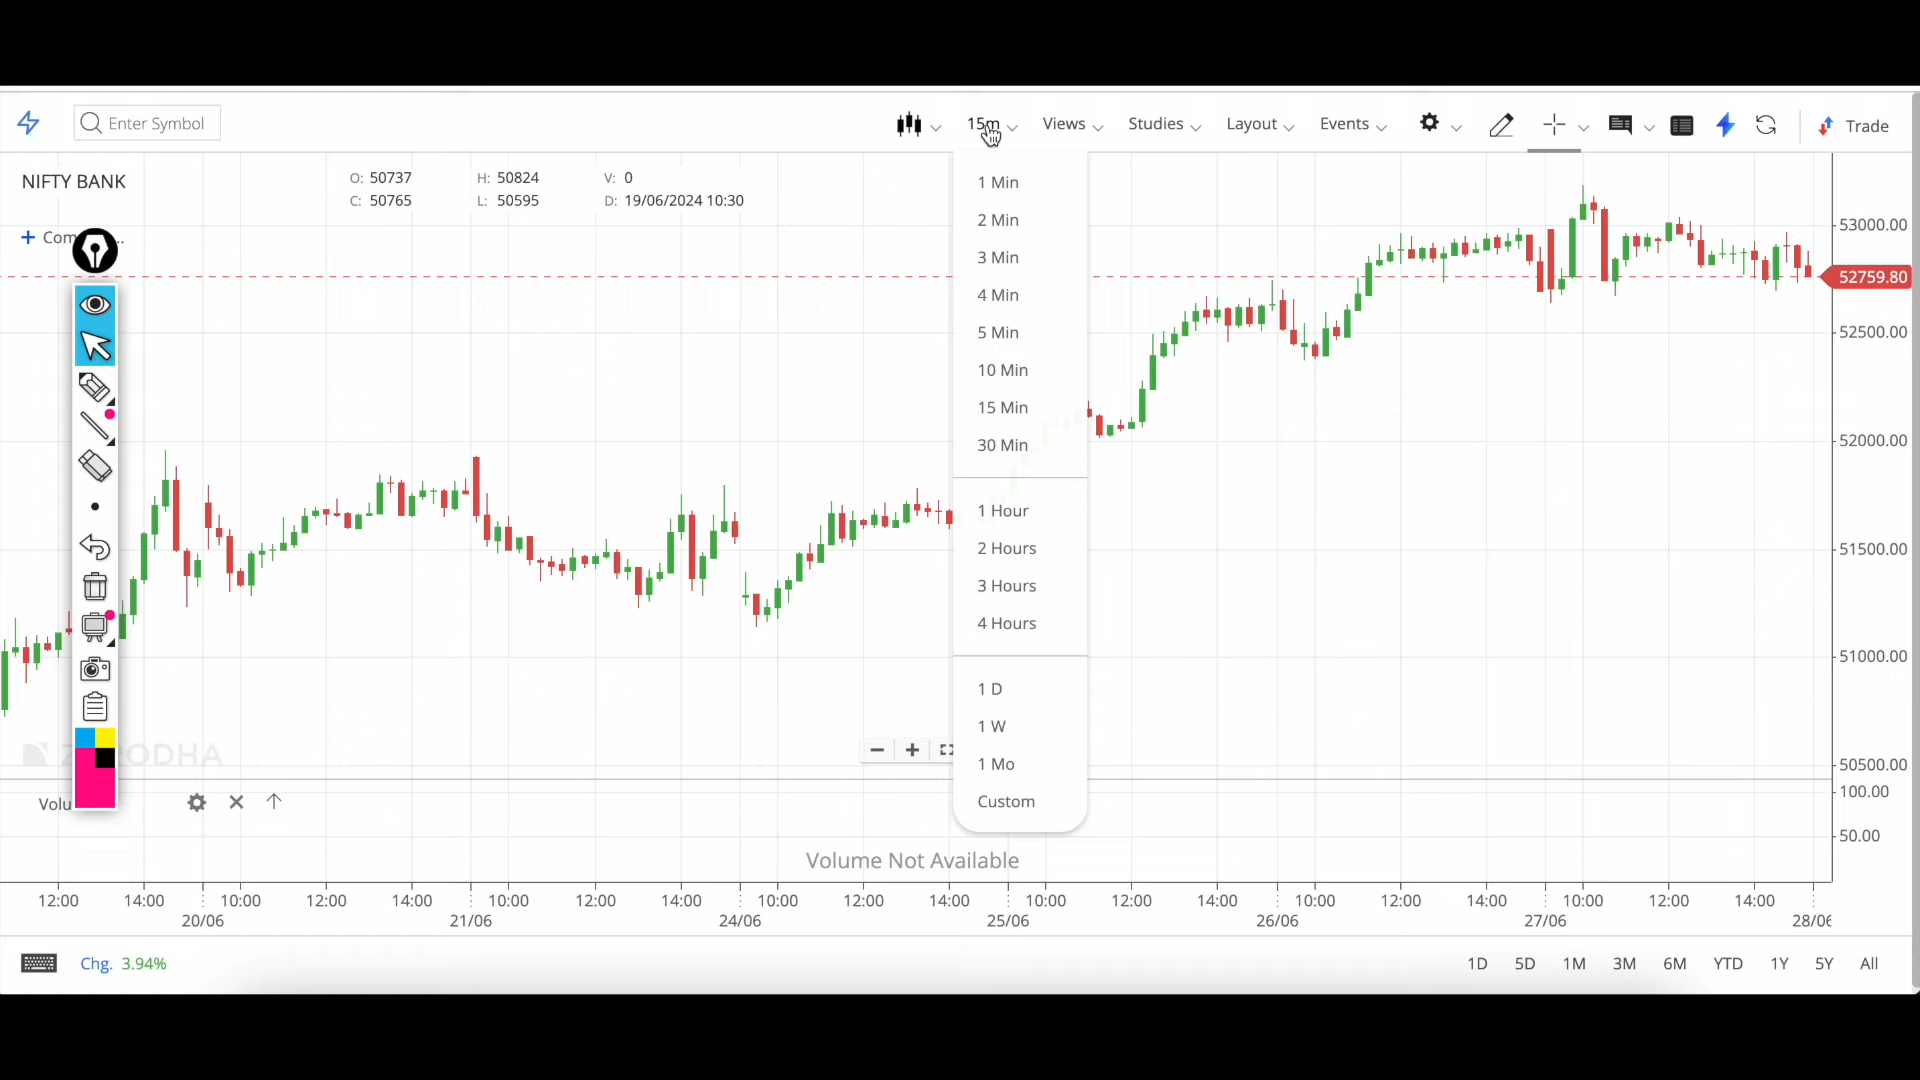 Enter Symbol
15m
Views
Studies
Layout
Events
Trade
NIFTY BANK
O: 50737 H: 50824 V: 0
C: 50765 L: 50595 D: 19/06/2024 10:30
1 Min
2 Min
3 Min
4 Min
5 Min
10 Min
15 Min
30 Min
1 Hour
2 Hours
3 Hours
4 Hours
1 D
1 W
1 Mo
Custom
53000.00
52759.80
52500.00
52000.00
51500.00
51000.00
50500.00
100.00
50.00
Volume Not Available
12:00 14:00 10:00 12:00 14:00 10:00 12:00 14:00 10:00 12:00 14:00 10:00 12:00 14:00 10:00 12:00 14:00 10:00 12:00 14:00
20/06 21/06 24/06 25/06 26/06 27/06
Chg. 3.94%
1D 5D 1M 3M 6M YTD 1Y 5Y All